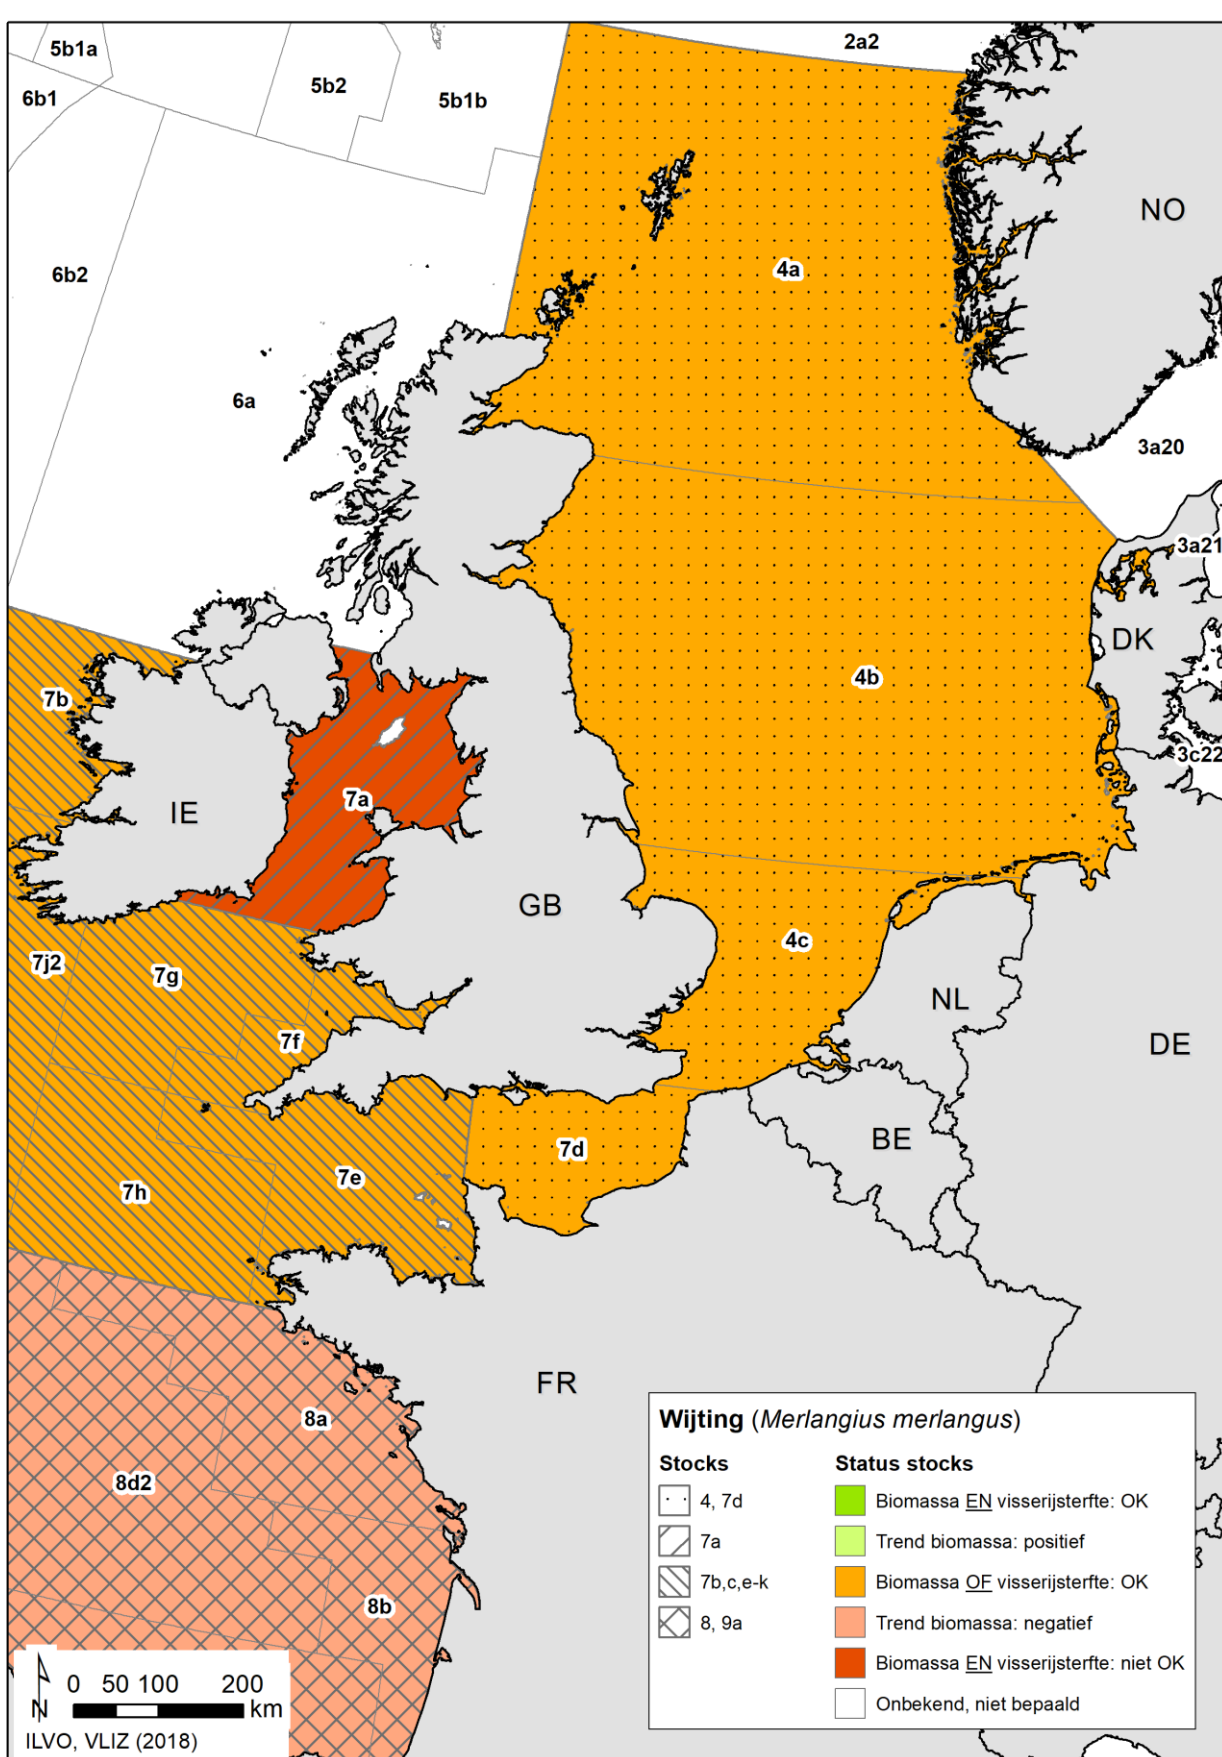 5b1a
2a2
5b2
6b1
5b1b
NO
4a
6b2
6a
3a20
3a21
DK
7b
4b
3c22
7a
IE
GB
4c
7j2
7g
NL
7f
DE
BE
7d
7e
7h
FR
8a
8d2
8b
Wijting (Merlangius merlangus)
Stocks
4, 7d
7a
7b,c,e-k
8, 9a
Status stocks
Biomassa EN visserijsterfte: OK
Trend biomassa: positief
Biomassa OF visserijsterfte: OK
Trend biomassa: negatief
Biomassa EN visserijsterfte: niet OK
Onbekend, niet bepaald
N
0 50 100 200
km
ILVO, VLIZ (2018)